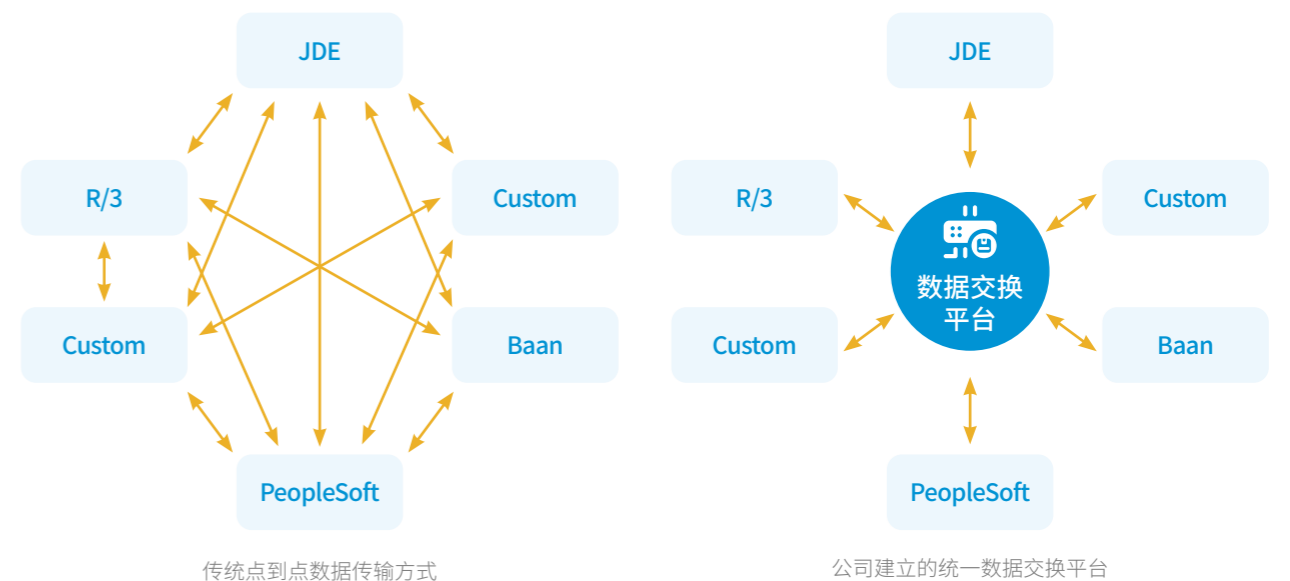 JDE
R/3
Custom
Custom
Baan
PeopleSoft
传统点到点数据传输方式
JDE
R/3
Custom
数据交换
平台
Custom
Baan
PeopleSoft
公司建立的统一数据交换平台